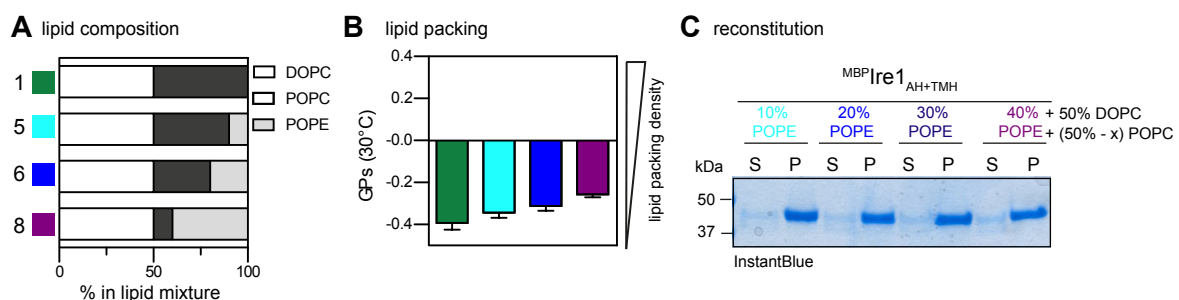 A lipid composition
1
5
6
8
0
50
100
% in lipid mixture
DOPC
POPC
POPE
B lipid packing
0.4
0.2
-0.0
-0.2
-0.4
GPs (30°C)
lipid packing density
C reconstitution
MBPIre1AH+TMH
10% 20% 30% 40% + 50% DOPC
POPE POPE POPE POPE + (50% - x) POPC
kDa S P S P S P S P
50
37
InstantBlue